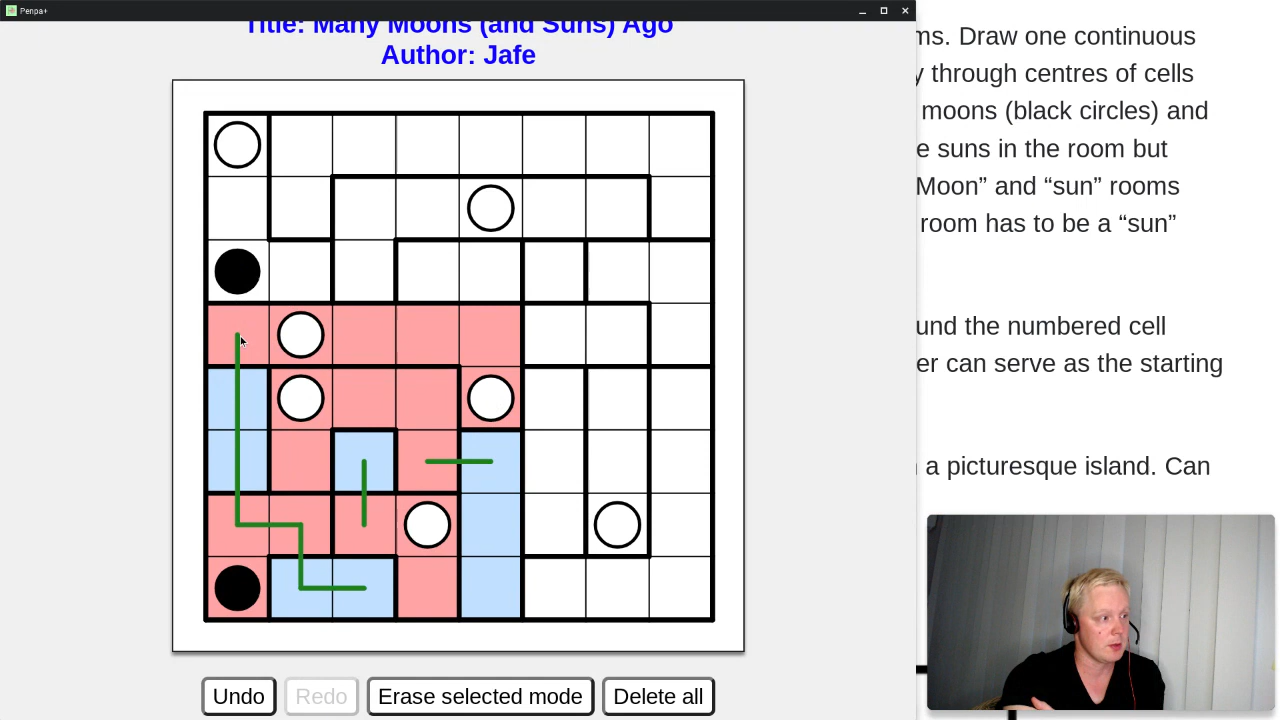 Penpa+
Title: Many Moons (and Suns) Ago
Author: Jafe
ms. Draw one continuous
y through centres of cells
moons (black circles) and
e suns in the room but
Moon” and “sun” rooms
room has to be a “sun”
und the numbered cell
er can serve as the starting
a picturesque island. Can
Undo
Redo
Erase selected mode
Delete all